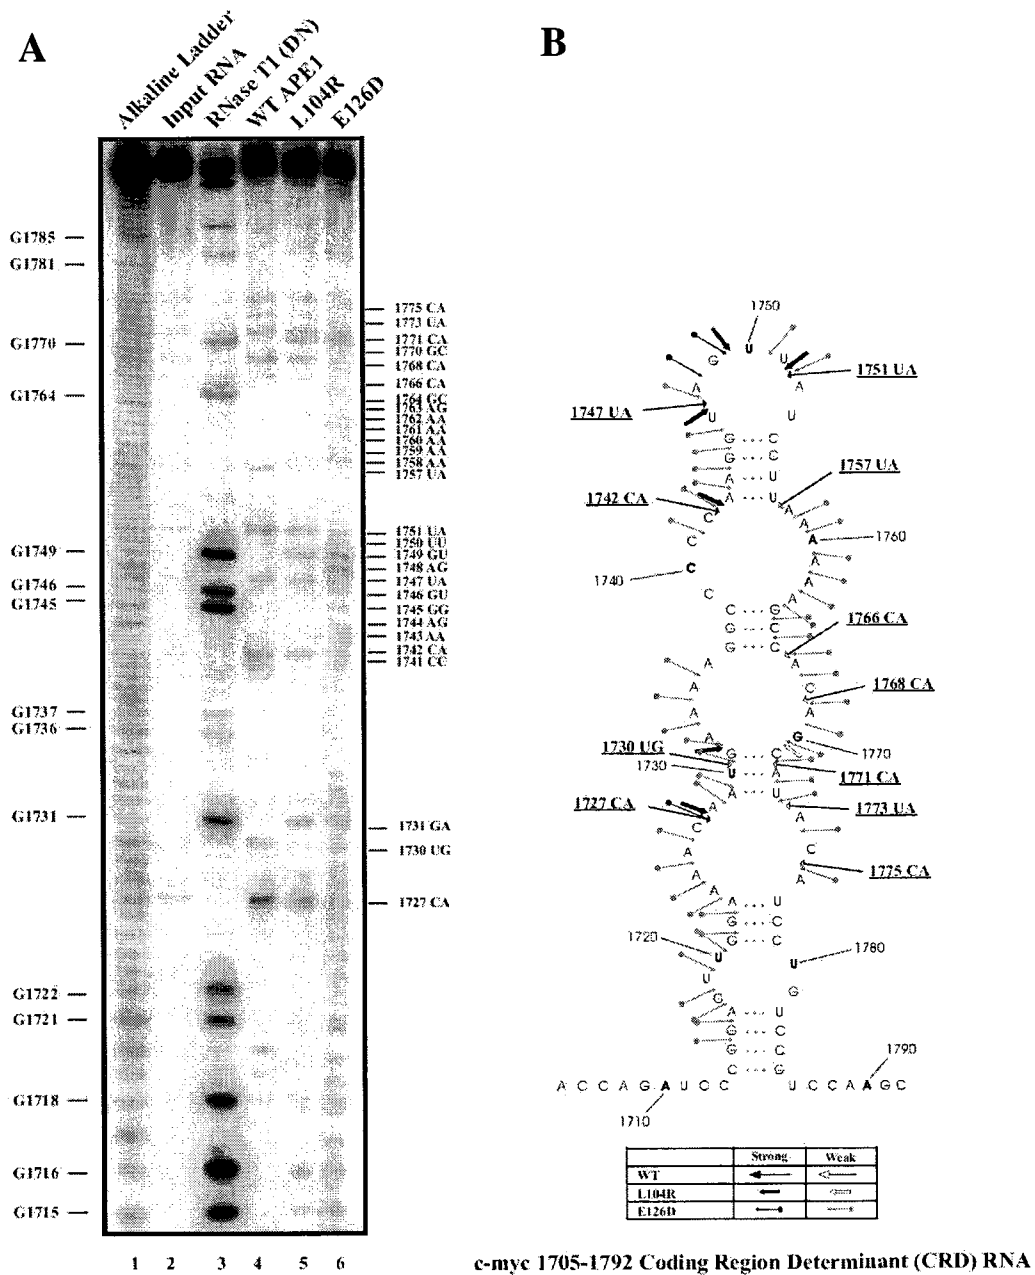 A
B
Alkaline Ladder
Input RNA
RNase T1 (DN)
WT APE1
L104R
E126D
G1785
G1781
G1770
G1764
G1749
G1746
G1745
G1737
G1736
G1731
G1722
G1721
G1718
G1716
G1715
1775 CA
1773 UA
1771 CA
1770 GC
1768 CA
1766 CA
1764 GC
1763 AG
1762 AA
1761 AA
1760 AA
1759 AA
1758 AA
1757 UA
1751 UA
1750 UU
1749 GU
1748 AG
1747 UA
1746 GU
1745 GG
1744 AG
1743 AA
1742 CA
1741 CC
1731 GA
1730 UG
1727 CA
1 2 3 4 5 6
1750
U
G U
A A
U U
1751 UA
1747 UA
G C
G C
A U
A U
1757 UA
1742 CA
C A
C A
C A
1760
1740
C A
A
C A
C G
G C
G C
1766 CA
A A
A C
1768 CA
A A
A G
1770
1730 UG
G C
1730
U A
1771 CA
A U
1727 CA
A A
1773 UA
C
A C
A A
1775 CA
A U
G C
G C
1720
U U
1780
U G
G
A U
G C
G C
C G
A C C A G A U C C
U C C A A G C
1710
1790
Strong Weak
WT
L104R
E126D
c-myc 1705-1792 Coding Region Determinant (CRD) RNA